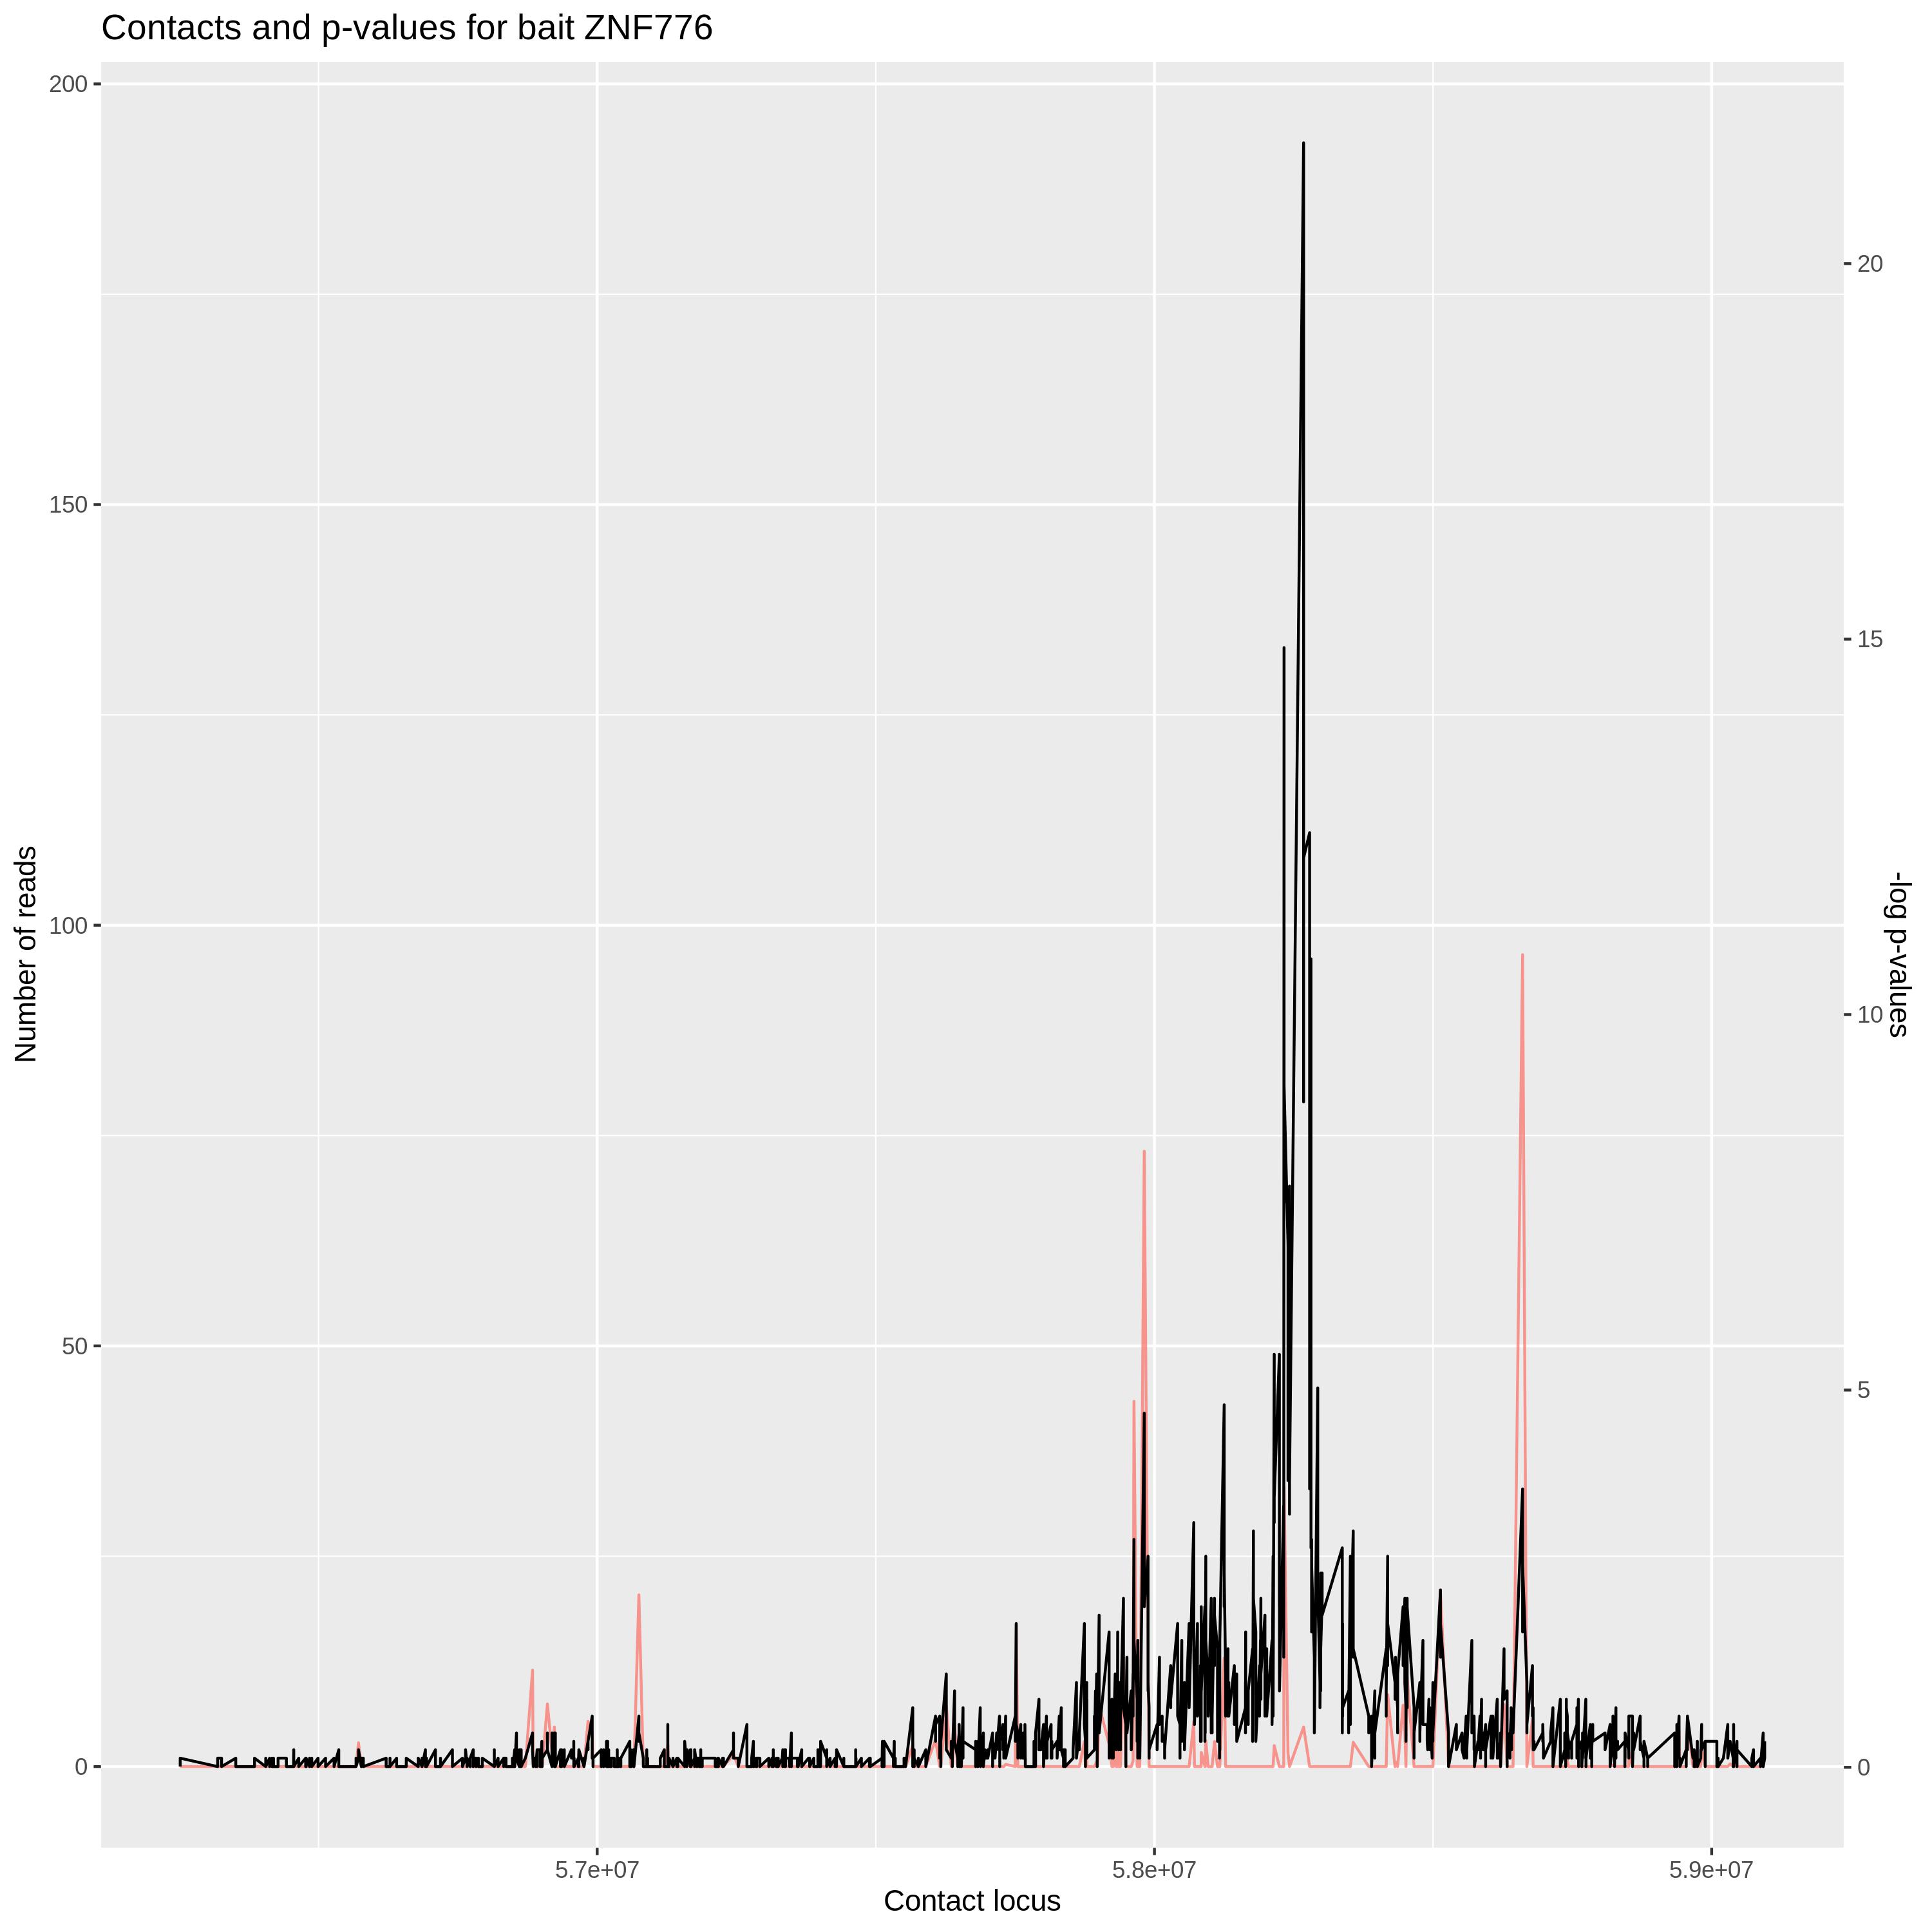 Contacts and p-values for bait ZNF776
200
150
100
50
0
Number of reads
20
15
10
5
0
-log p-values
5.7e+07
5.8e+07
5.9e+07
Contact locus